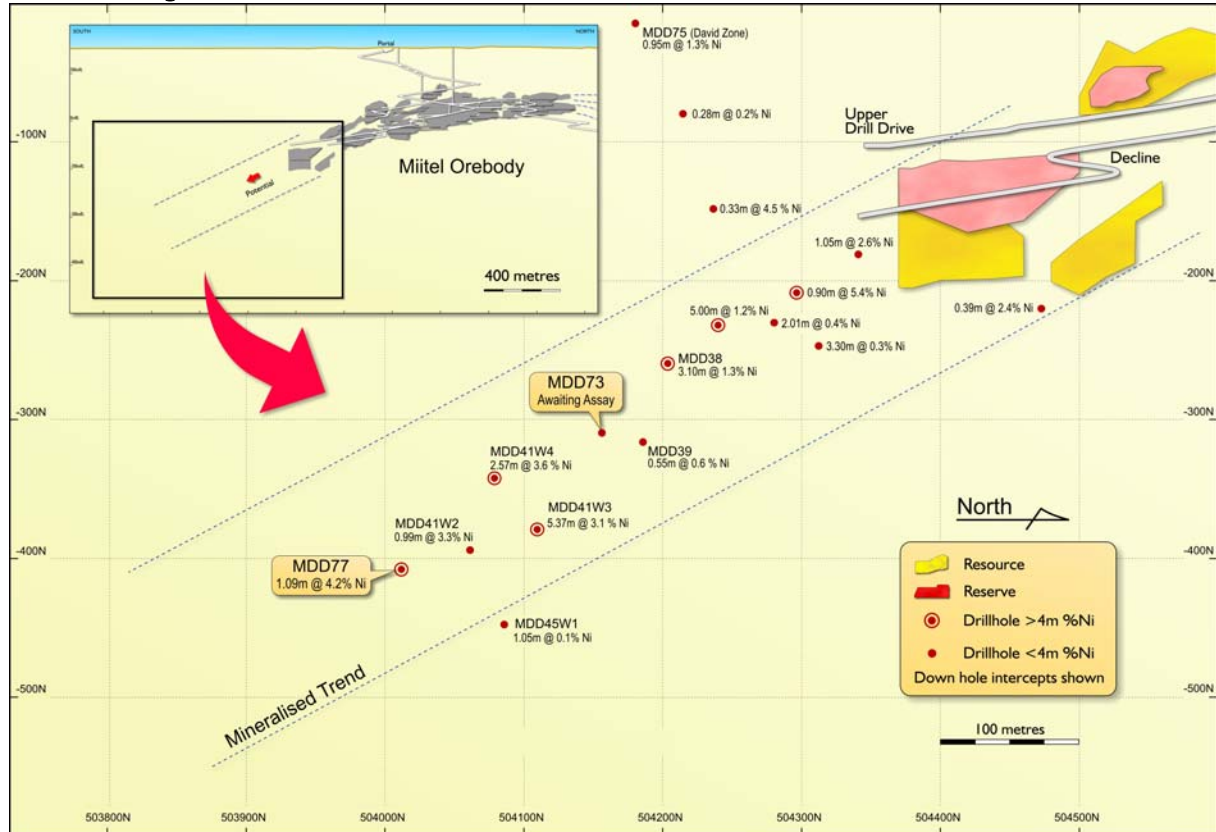 SOUTH
NORTH
Portal
Potential
Miitel Orebody
400 metres
MDD75 (David Zone)
0.95m @ 1.3% Ni
0.28m @ 0.2% Ni
Upper
Drill Drive
Decline
-100N
0.33m @ 4.5 % Ni
1.05m @ 2.6% Ni
-200N
-200N
0.90m @ 5.4% Ni
5.00m @ 1.2% Ni
2.01m @ 0.4% Ni
0.39m @ 2.4% Ni
3.30m @ 0.3% Ni
MDD38
3.10m @ 1.3% Ni
MDD73
Awaiting Assay
-300N
-300N
MDD41W4
2.57m @ 3.6 % Ni
MDD39
0.55m @ 0.6 % Ni
MDD41W3
5.37m @ 3.1 % Ni
MDD41W2
0.99m @ 3.3% Ni
North
-400N
-400N
MDD77
1.09m @ 4.2% Ni
MDD45W1
1.05m @ 0.1% Ni
Resource
Reserve
Drillhole >4m %Ni
Drillhole <4m %Ni
Down hole intercepts shown
-500N
-500N
Mineralised Trend
100 metres
503800N
503900N
504000N
504100N
504200N
504300N
504400N
504500N